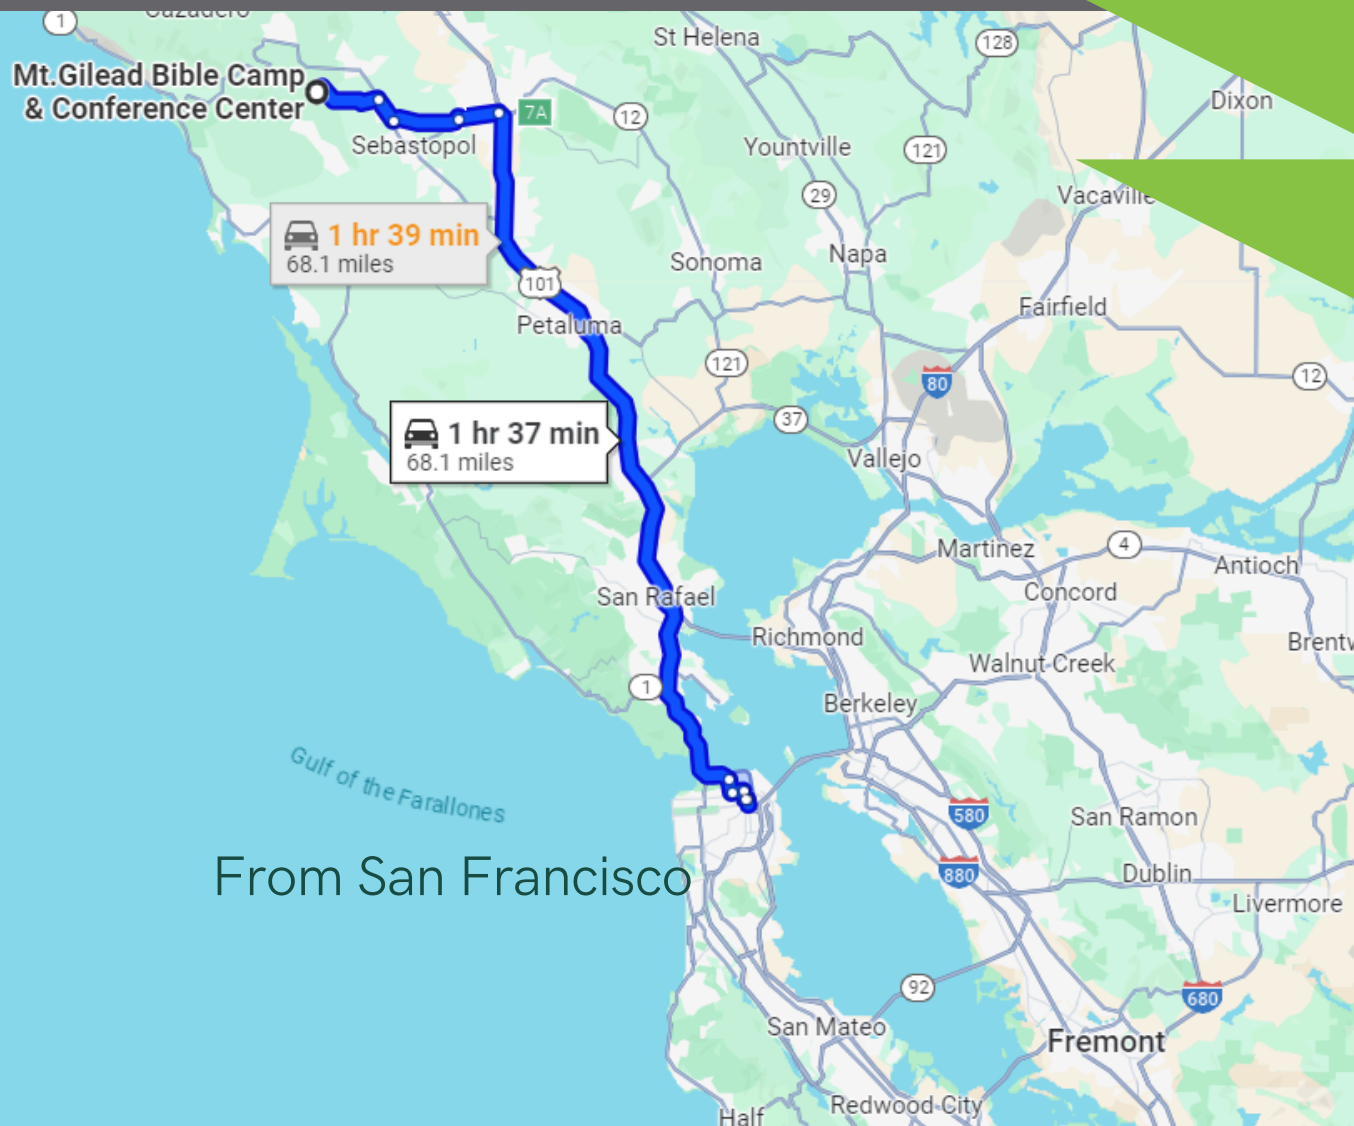 Cazadero
1
St Helena
128
Mt.Gilead Bible Camp
& Conference Center
7A
12
Dixon
Sebastopol
Yountville
121
29
Vacaville
1 hr 39 min
68.1 miles
Sonoma
Napa
101
Petaluma
Fairfield
121
80
12
37
1 hr 37 min
68.1 miles
Vallejo
Martinez
4
Antioch
San Rafael
Concord
Richmond
Brentw
Walnut Creek
1
Berkeley
Gulf of the Farallones
580
San Ramon
From San Francisco
880
Dublin
Livermore
92
680
San Mateo
Fremont
Redwood City
Half